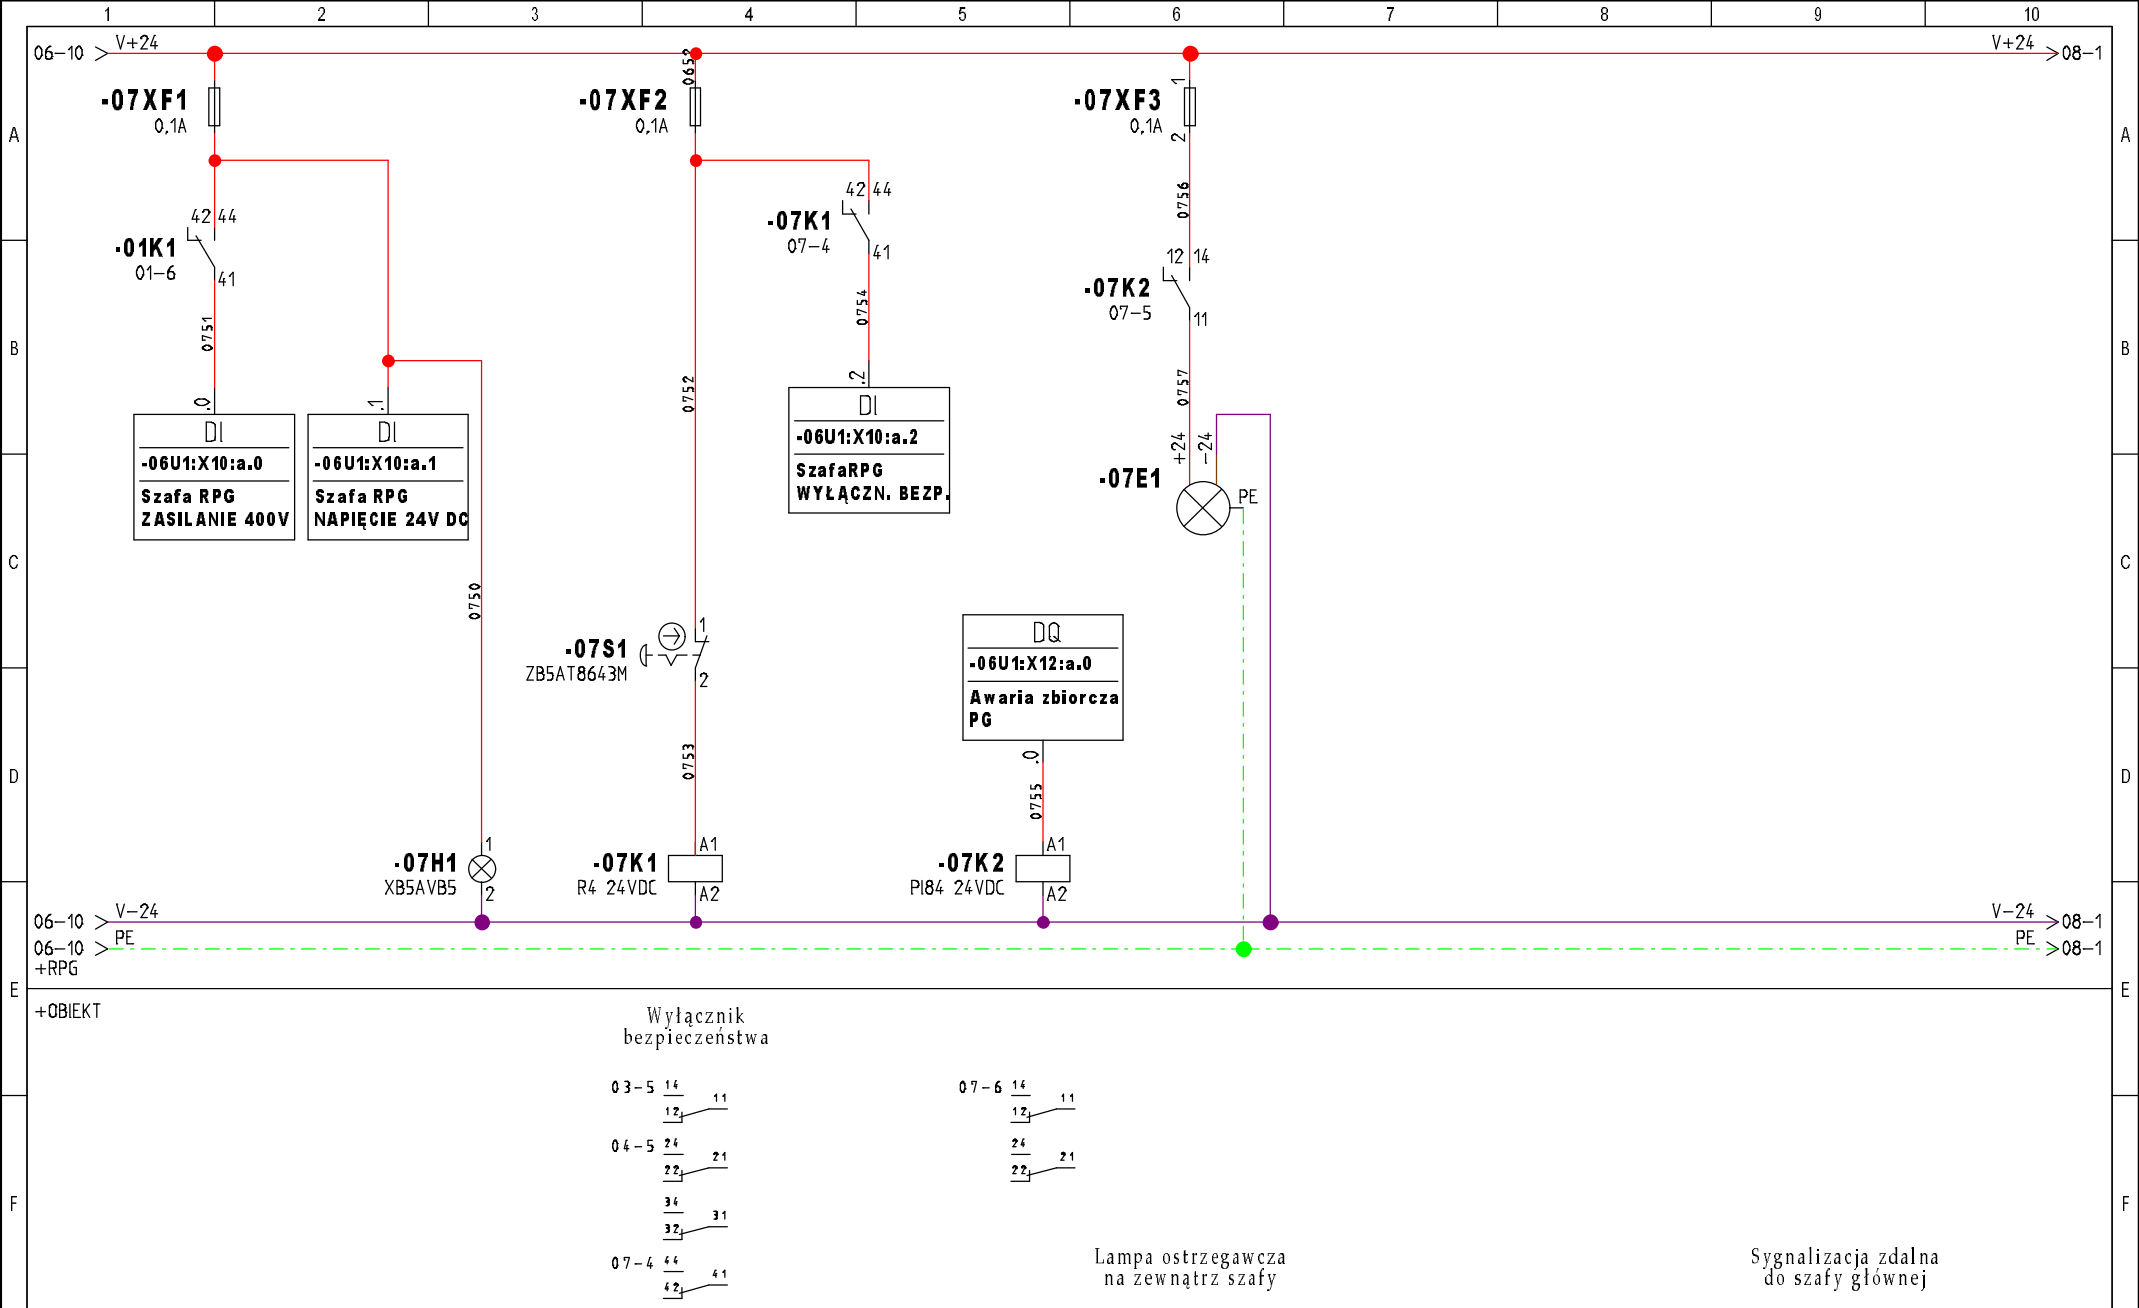 1 2 3 4 5 6 7 8 9 10
06-10 V+24
V+24 08-1
0652
-07XF1
0,1A
-07XF2
0,1A
-07XF3
0,1A
1
2
A
A
42 44
-01K1
01-6
41
0751
42 44
-07K1
07-4
41
0754
0756
12 14
-07K2
07-5
11
0757
B
B
0752
.0
DI
-06U1:X10:a.0
Szafa RPG
ZASILANIE 400V
.1
DI
-06U1:X10:a.1
Szafa RPG
NAPIĘCIE 24V DC
.2
DI
-06U1:X10:a.2
SzafaRPG
WYŁĄCZN. BEZP.
+24
-24
-07E1
PE
C
C
0750
-07S1
ZB5AT8643M
1
2
DQ
-06U1:X12:a.0
Awaria zbiorcza
PG
.0
0753
0755
D
D
-07H1
XB5AVB5
1
2
-07K1
R4 24VDC
A1
A2
-07K2
PI84 24VDC
A1
A2
06-10 V-24
V-24 08-1
06-10 PE
PE 08-1
+RPG
E
E
+OBIEKT
Wyłącznik
bezpieczeństwa
03-5 14
12 11
04-5 24
22 21
34
32 31
07-4 44
42 41
07-6 14
12 11
24
22 21
F
F
Lampa ostrzegawcza
na zewnątrz szafy
Sygnalizacja zdalna
do szafy głównej